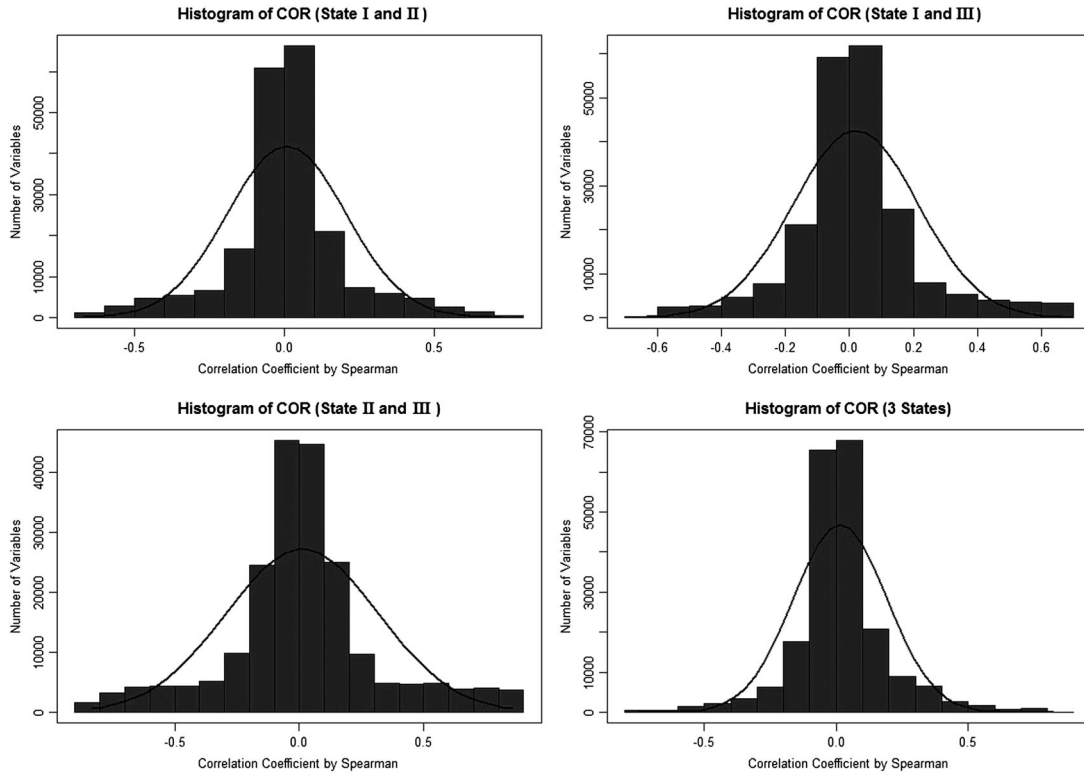 Histogram of COR (State I and II)
Number of Variables
50000
30000
10000
0
-0.5
0.0
0.5
Correlation Coefficient by Spearman
Histogram of COR (State I and III)
Number of Variables
50000
30000
10000
0
-0.6
-0.4
-0.2
0.0
0.2
0.4
0.6
Correlation Coefficient by Spearman
Histogram of COR (State II and III )
Number of Variables
40000
30000
20000
10000
0
-0.5
0.0
0.5
Correlation Coefficient by Spearman
Histogram of COR (3 States)
Number of Variables
70000
50000
30000
10000
0
-0.5
0.0
0.5
Correlation Coefficient by Spearman